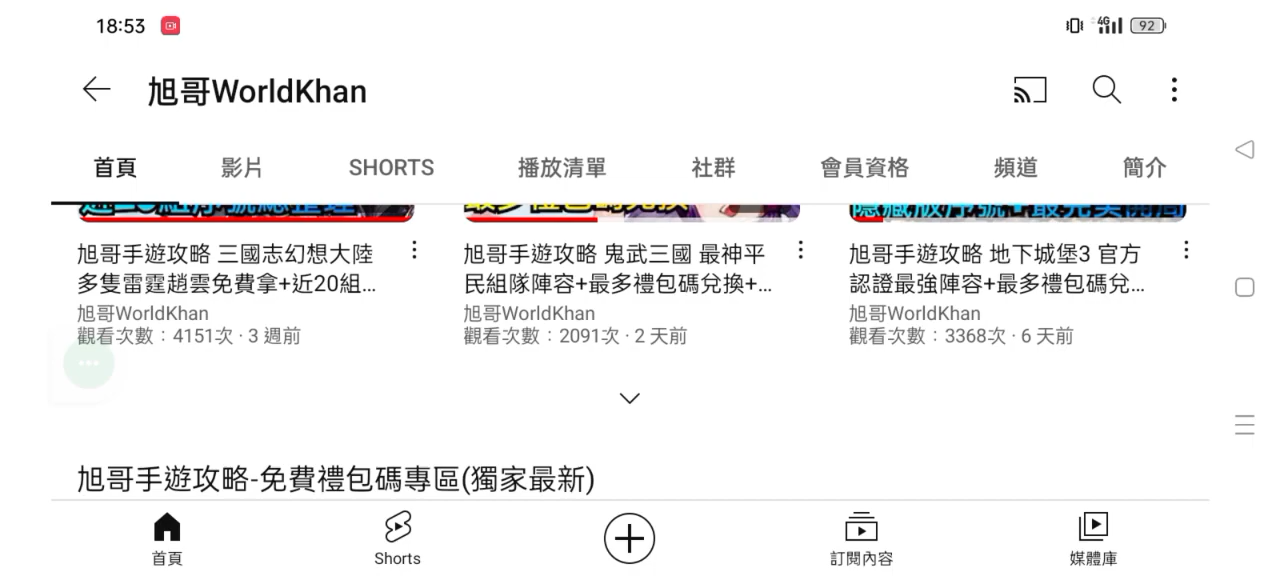 18:53
4G
92
旭哥WorldKhan
首頁 影片 SHORTS 播放清單 社群 會員資格 頻道 簡介
旭哥手遊攻略 三國志幻想大陸
多隻雷霆趙雲免費拿+近20組...
旭哥WorldKhan
觀看次數：4151次 · 3 週前
旭哥手遊攻略 鬼武三國 最神平
民組隊陣容+最多禮包碼兌換+...
旭哥WorldKhan
觀看次數：2091次 · 2 天前
旭哥手遊攻略 地下城堡3 官方
認證最強陣容+最多禮包碼兌...
旭哥WorldKhan
觀看次數：3368次 · 6 天前
旭哥手遊攻略-免費禮包碼專區(獨家最新)
首頁 Shorts 訂閱內容 媒體庫